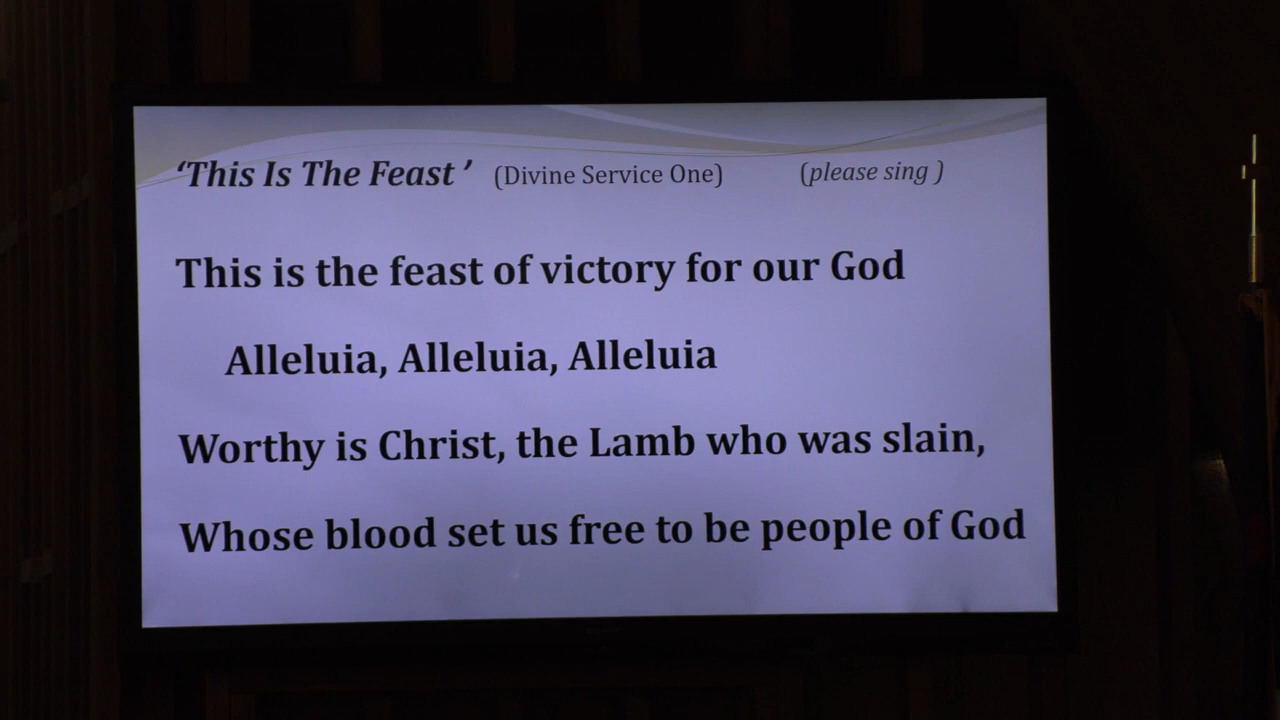 ‘This Is The Feast ’ (Divine Service One) (please sing )
This is the feast of victory for our God
Alleluia, Alleluia, Alleluia
Worthy is Christ, the Lamb who was slain,
Whose blood set us free to be people of God